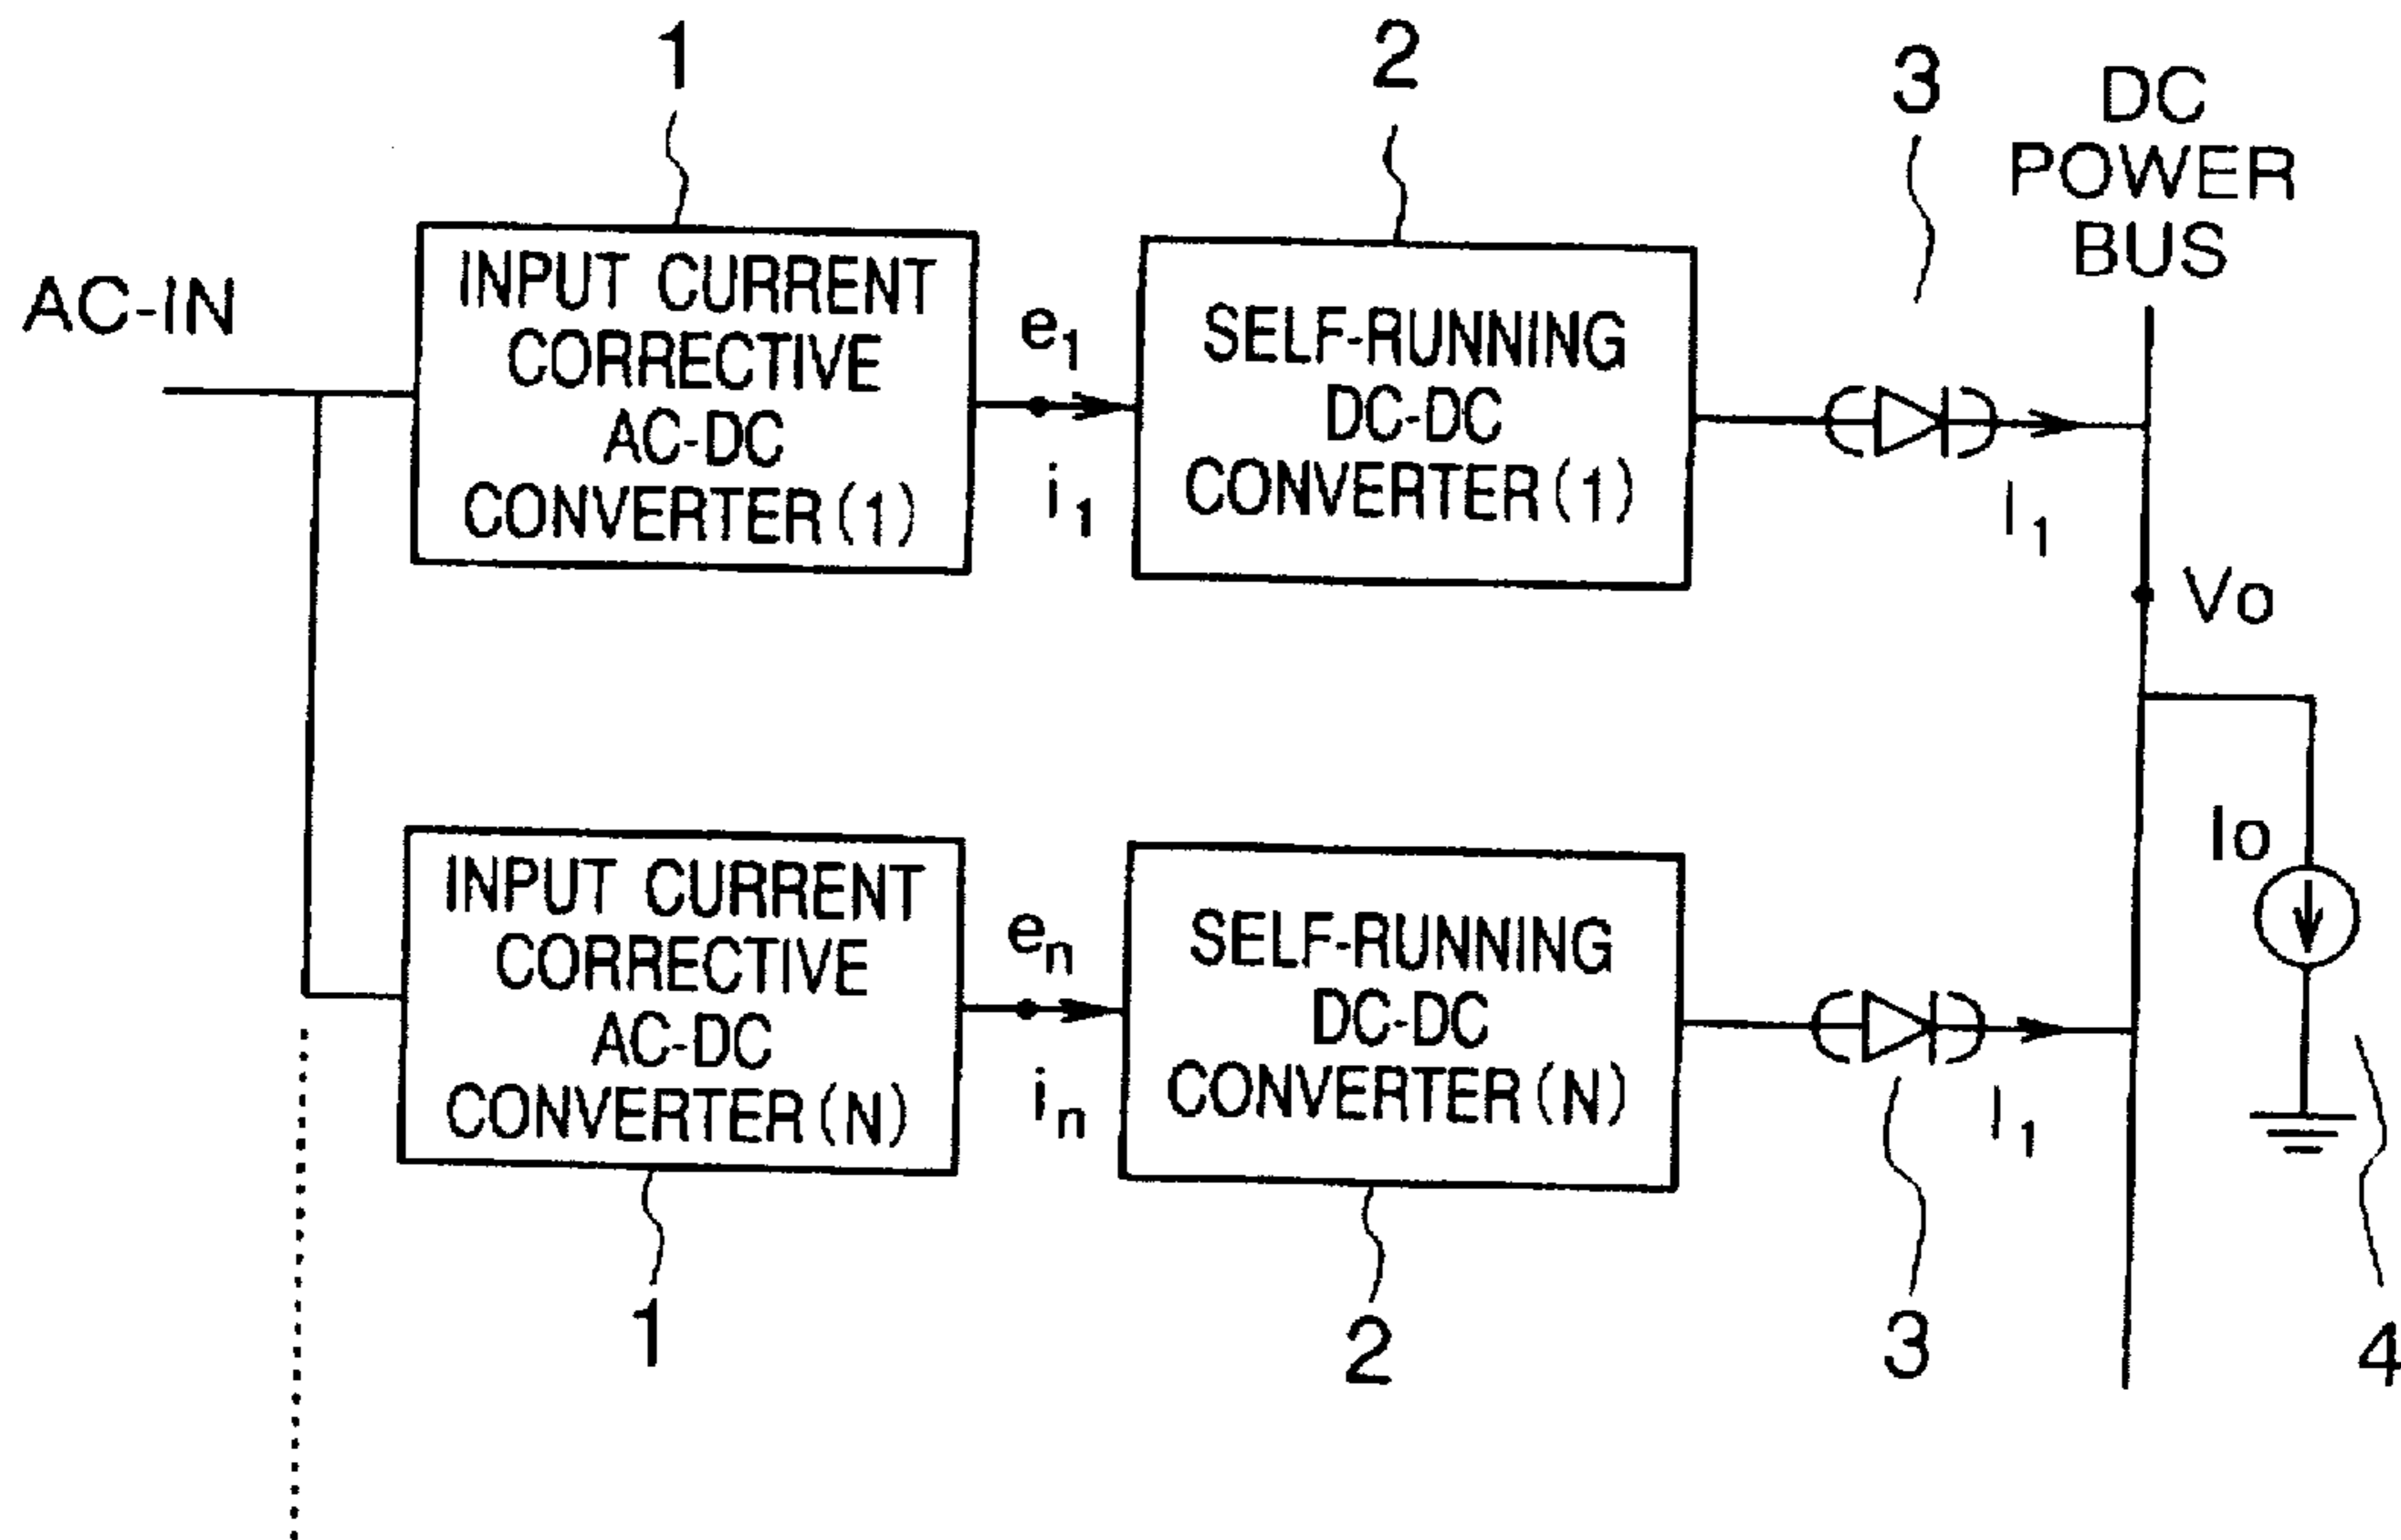 1
2
3
DC
POWER
BUS
AC-IN
INPUT CURRENT
CORRECTIVE
AC-DC
CONVERTER(1)
e1
i1
SELF-RUNNING
DC-DC
CONVERTER(1)
I1
Vo
Io
INPUT CURRENT
CORRECTIVE
AC-DC
CONVERTER(N)
en
in
SELF-RUNNING
DC-DC
CONVERTER(N)
I1
1
2
3
4